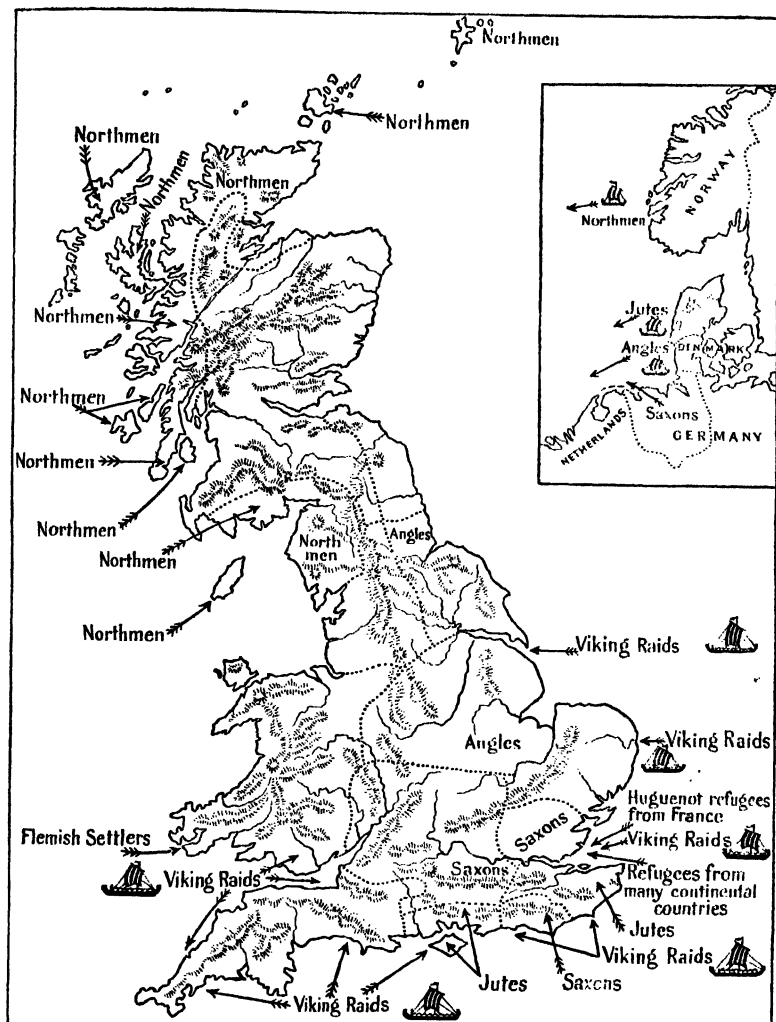 Northmen
Northmen
Northmen
Northmen
Northmen
NORWAY
Northmen
Northmen
Jutes
Angles
DENMARK
Saxons
NETHERLANDS
GERMANY
Northmen
Northmen
Northmen
Northmen
Angles
North
men
Northmen
Northmen
Viking Raids
Angles
Viking Raids
Huguenot refugees
from France
Saxons
Viking Raids
Flemish Settlers
Saxons
Refugees from
many continental
countries
Viking Raids
Jutes
Viking Raids
Viking Raids
Jutes
Saxons